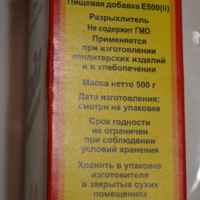 Пищевая добавка Е500(ii)
Разрыхлитель
Не содержит ГМО
Применяется
при изготовлении
кондитерских изделий
и в хлебопечении
Масса нетто 500 г
Дата изготовления:
смотри на упаковке
Срок годности
не ограничен
при соблюдении
условий хранения
Хранить в упаковке
изготовителя
в закрытых сухих
помещениях